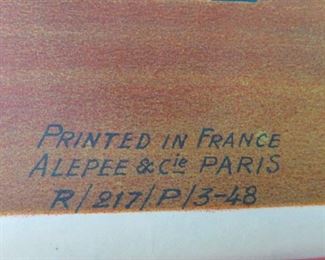 PRINTED IN FRANCE
ALEPEE & Cie PARIS
R/217/P/3-48